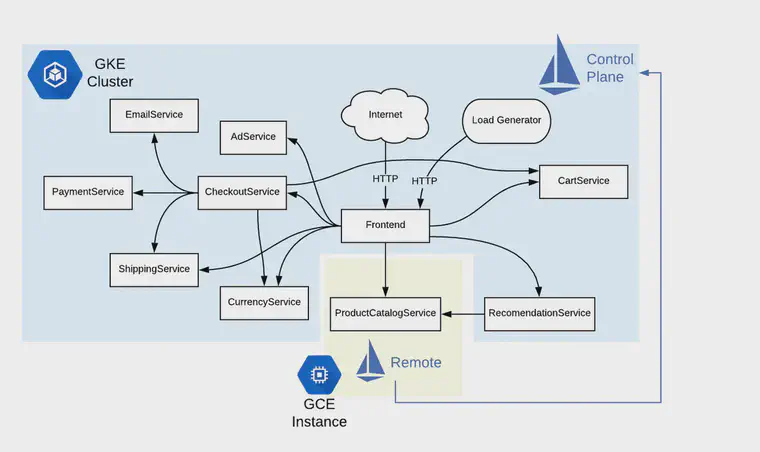 GKE
Cluster
Control
Plane
EmailService
AdService
Internet
Load Generator
HTTP
HTTP
PaymentService
CheckoutService
CartService
Frontend
ShippingService
CurrencyService
ProductCatalogService
RecomendationService
Remote
GCE
Instance